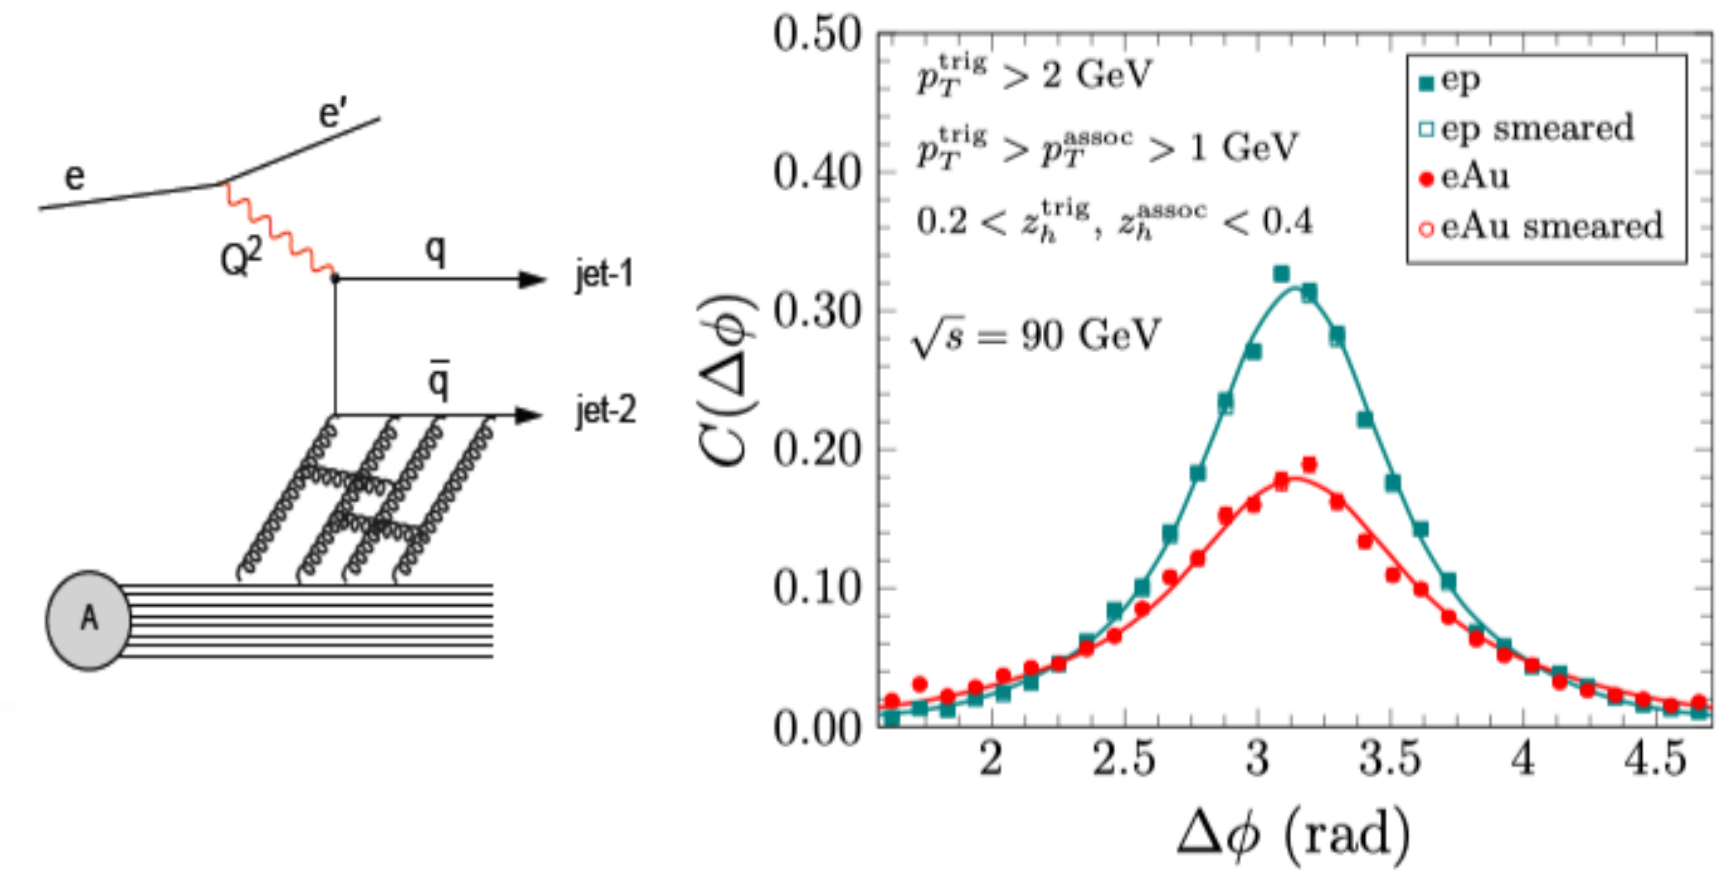 e
e′
Q²
q
jet-1
q̄
jet-2
A
0.50
0.40
0.30
0.20
0.10
0.00
C(Δϕ)
p_T^trig > 2 GeV
p_T^trig > p_T^assoc > 1 GeV
0.2 < z_h^trig, z_h^assoc < 0.4
√s = 90 GeV
ep
ep smeared
eAu
eAu smeared
2 2.5 3 3.5 4 4.5
Δϕ (rad)